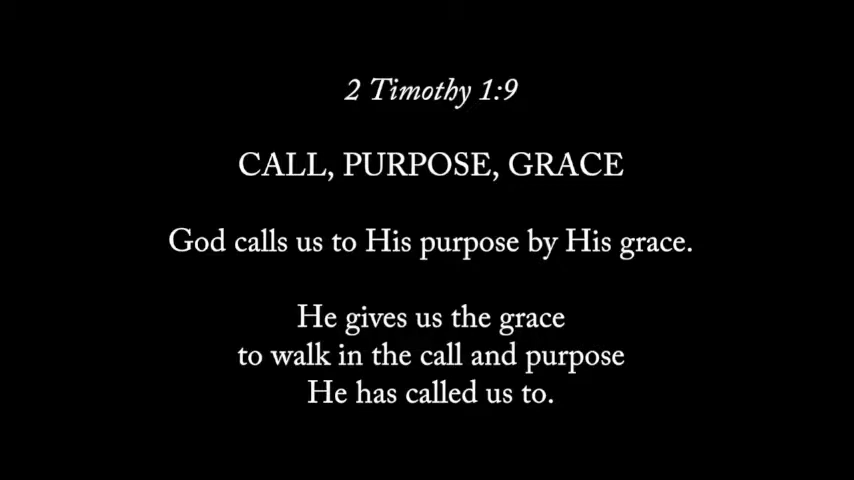 2 Timothy 1:9
CALL, PURPOSE, GRACE
God calls us to His purpose by His grace.
He gives us the grace
to walk in the call and purpose
He has called us to.